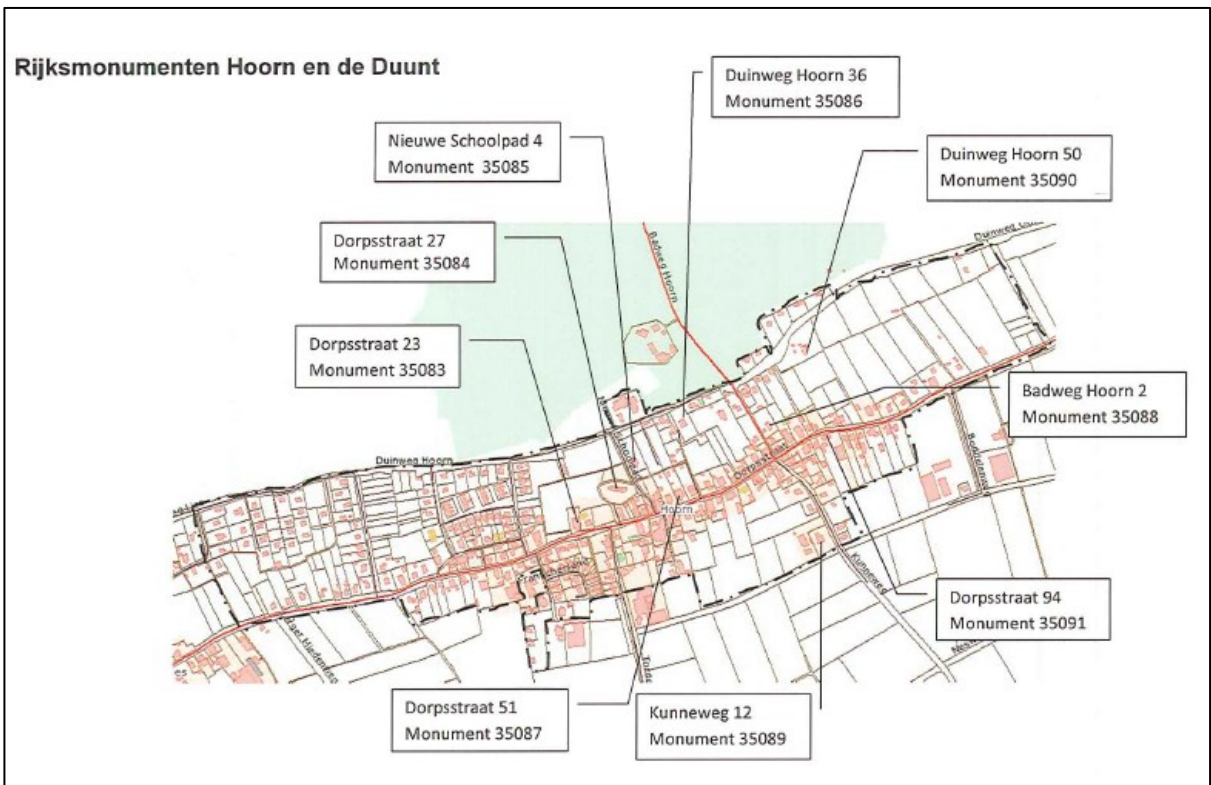 Rijksmonumenten Hoorn en de Duunt
Duinweg Hoorn 36
Monument 35086
Nieuwe Schoolpad 4
Monument 35085
Duinweg Hoorn 50
Monument 35090
Dorpsstraat 27
Monument 35084
Dorpsstraat 23
Monument 35083
Badweg Hoorn
Duinweg
Badweg Hoorn 2
Monument 35088
Duinweg Hoorn
Dorpsstraat
Hoorn
Kunneweg
Dorpsstraat 94
Monument 35091
Dorpsstraat 51
Monument 35087
Kunneweg 12
Monument 35089